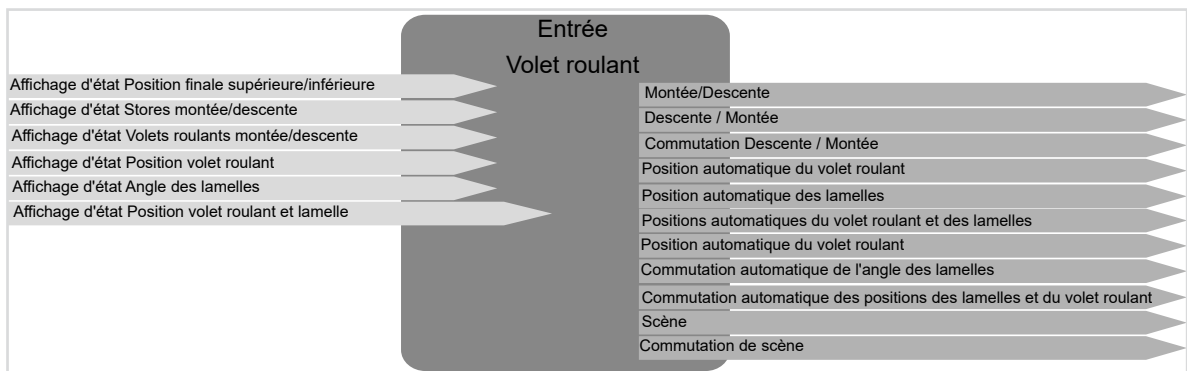 Entrée
Volet roulant
Affichage d'état Position finale supérieure/inférieure
Affichage d'état Stores montée/descente
Affichage d'état Volets roulants montée/descente
Affichage d'état Position volet roulant
Affichage d'état Angle des lamelles
Affichage d'état Position volet roulant et lamelle
Montée/Descente
Descente / Montée
Commutation Descente / Montée
Position automatique du volet roulant
Position automatique des lamelles
Positions automatiques du volet roulant et des lamelles
Position automatique du volet roulant
Commutation automatique de l'angle des lamelles
Commutation automatique des positions des lamelles et du volet roulant
Scène
Commutation de scène